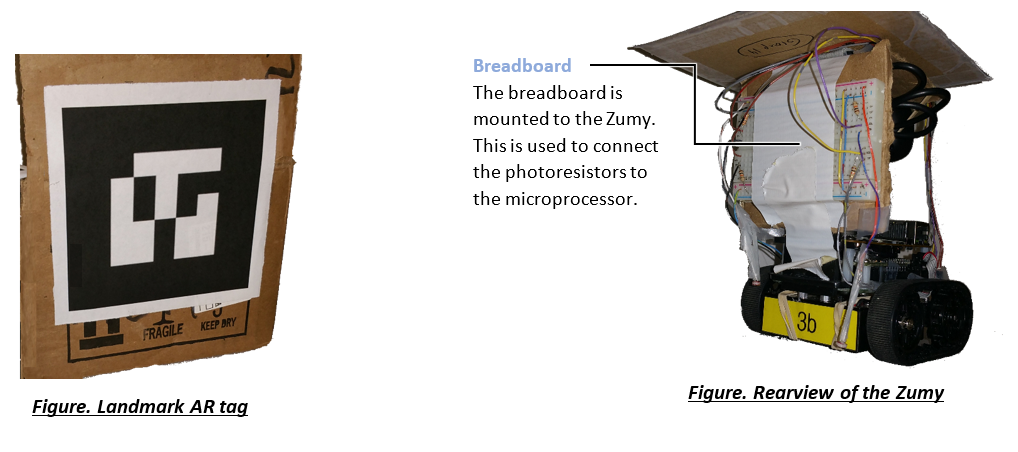 FRAGILE
KEEP DRY
Figure. Landmark AR tag
Breadboard
The breadboard is
mounted to the Zumy.
This is used to connect
the photoresistors to
the microprocessor.
3b
Figure. Rearview of the Zumy